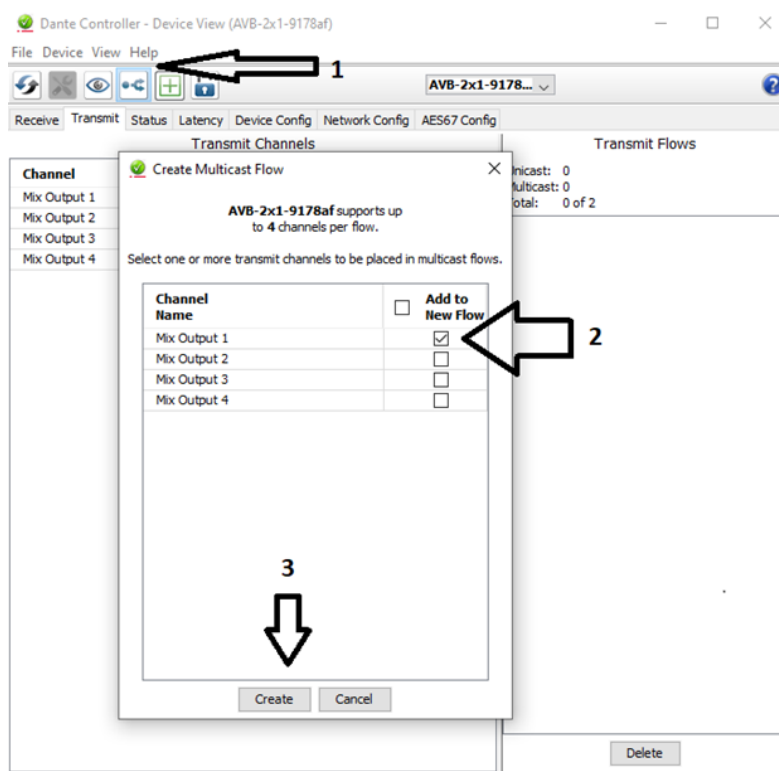 Dante Controller - Device View (AVB-2x1-9178af)
File Device View Help
1
AVB-2x1-9178...
?
Receive Transmit Status Latency Device Config Network Config AES67 Config
Transmit Channels
Transmit Flows
Channel
Mix Output 1
Mix Output 2
Mix Output 3
Mix Output 4
nicast: 0
ulticast: 0
otal: 0 of 2
Create Multicast Flow
AVB-2x1-9178af supports up
to 4 channels per flow.
Select one or more transmit channels to be placed in multicast flows.
Channel
Name
Add to
New Flow
Mix Output 1
Mix Output 2
Mix Output 3
Mix Output 4
2
3
Create Cancel
Delete